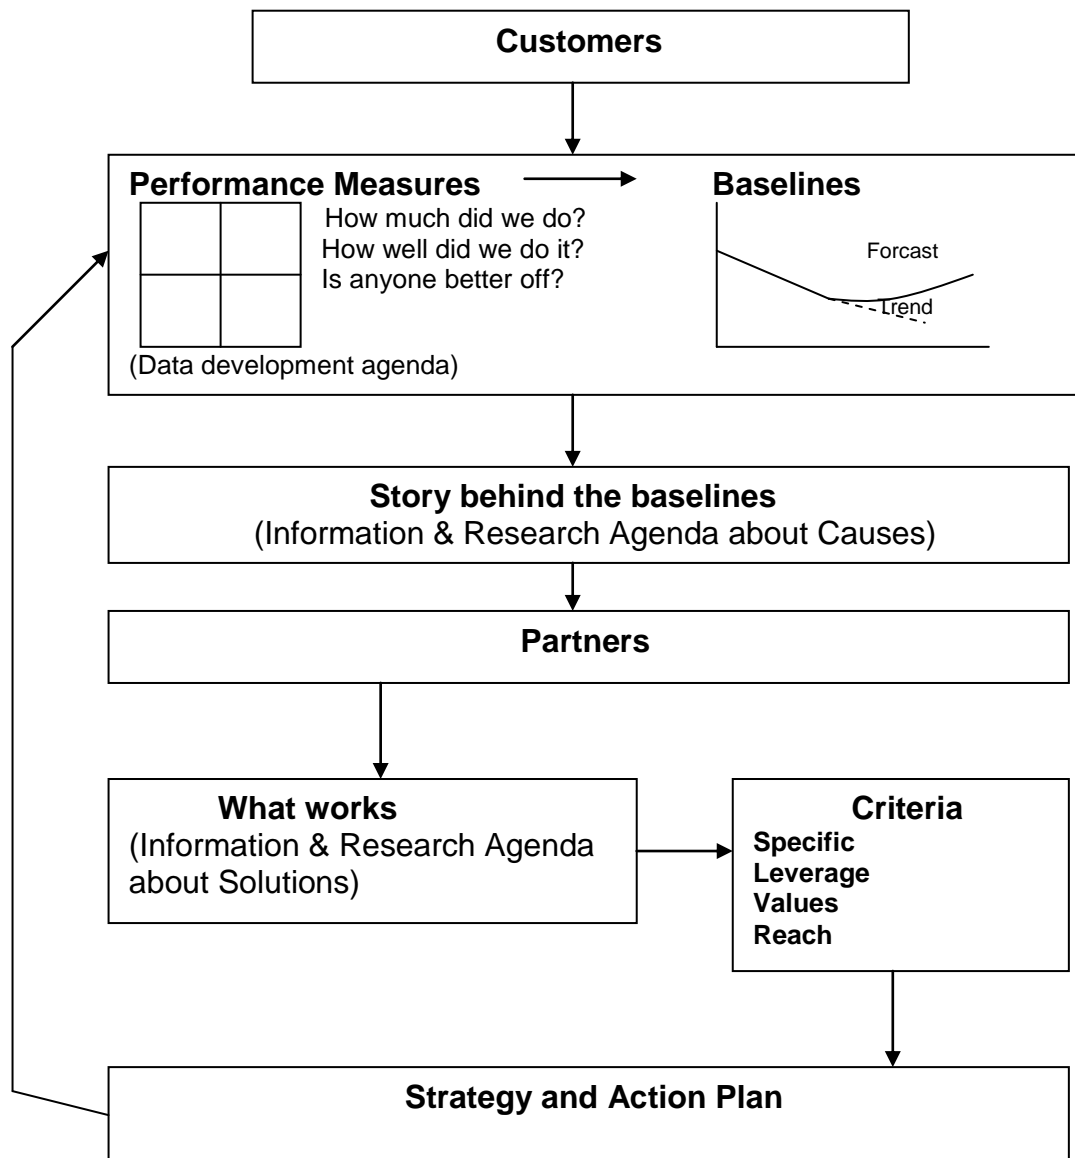 Customers
Performance Measures
How much did we do?
How well did we do it?
Is anyone better off?
(Data development agenda)
Baselines
Forcast
Trend
Story behind the baselines
(Information & Research Agenda about Causes)
Partners
What works
(Information & Research Agenda
about Solutions)
Criteria
Specific
Leverage
Values
Reach
Strategy and Action Plan